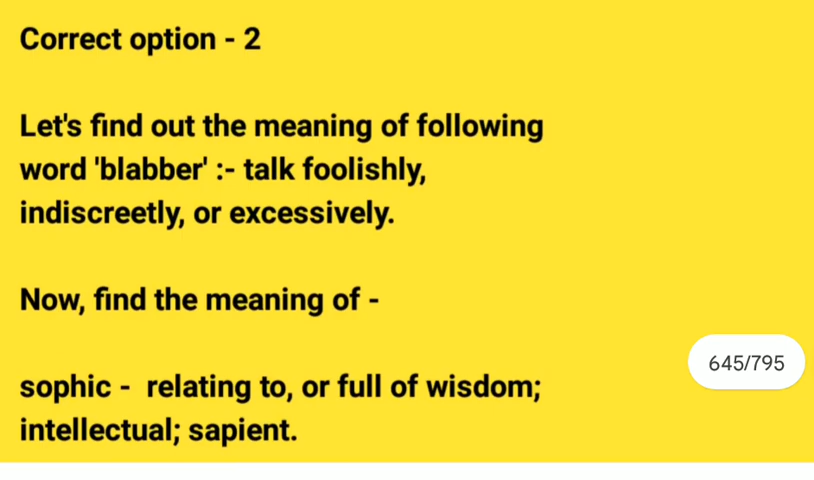 Correct option - 2
Let's find out the meaning of following
word 'blabber' :- talk foolishly,
indiscreetly, or excessively.
Now, find the meaning of -
645/795
sophic - relating to, or full of wisdom;
intellectual; sapient.